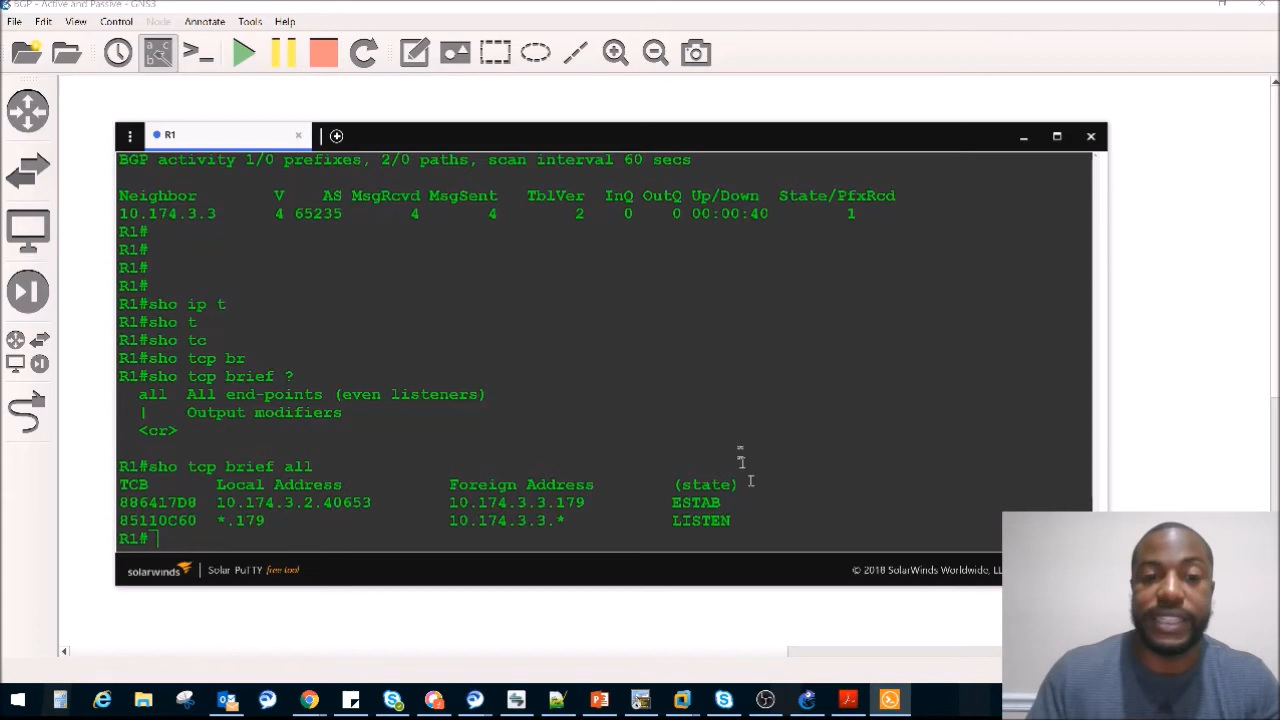 BGP - Active and Passive - GNS3
File Edit View Control Node Annotate Tools Help
R1
BGP activity 1/0 prefixes, 2/0 paths, scan interval 60 secs
Neighbor V AS MsgRcvd MsgSent TblVer InQ OutQ Up/Down State/PfxRcd
10.174.3.3 4 65235 4 4 2 0 0 00:00:40 1
R1#
R1#
R1#
R1#
R1#sho ip t
R1#sho t
R1#sho tc
R1#sho tcp br
R1#sho tcp brief ?
all All end-points (even listeners)
| Output modifiers
<cr>
R1#sho tcp brief all
TCB Local Address Foreign Address (state)
886417D8 10.174.3.2.40653 10.174.3.3.179 ESTAB
85110C60 *.179 10.174.3.3.* LISTEN
R1#
solarwinds | Solar PuTTY free tool © 2018 SolarWinds Worldwide, LL